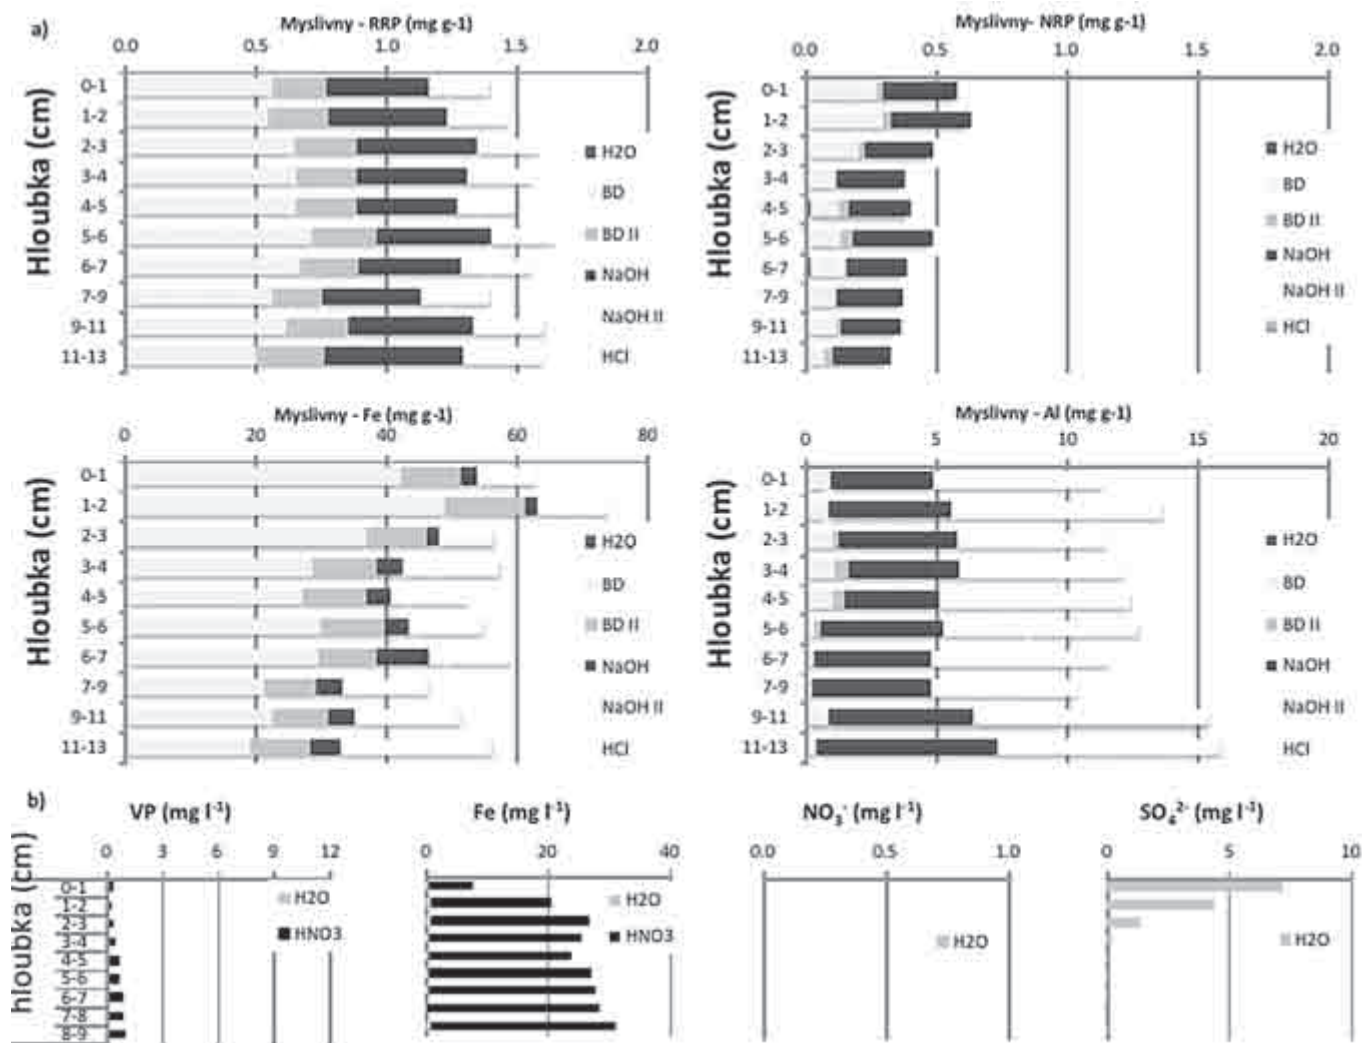 a)
Myslivny - RRP (mg g-1)
0.0 0.5 1.0 1.5 2.0
Hloubka (cm)
0-1
1-2
2-3
3-4
4-5
5-6
6-7
7-9
9-11
11-13
H2O
BD
BD II
NaOH
NaOH II
HCl
Myslivny- NRP (mg g-1)
0.0 0.5 1.0 1.5 2.0
Hloubka (cm)
0-1
1-2
2-3
3-4
4-5
5-6
6-7
7-9
9-11
11-13
H2O
BD
BD II
NaOH
NaOH II
HCl
Myslivny - Fe (mg g-1)
0 20 40 60 80
Hloubka (cm)
0-1
1-2
2-3
3-4
4-5
5-6
6-7
7-9
9-11
11-13
H2O
BD
BD II
NaOH
NaOH II
HCl
Myslivny - Al (mg g-1)
0 5 10 15 20
Hloubka (cm)
0-1
1-2
2-3
3-4
4-5
5-6
6-7
7-9
9-11
11-13
H2O
BD
BD II
NaOH
NaOH II
HCl
b)
VP (mg l⁻¹)
0 3 6 9 12
hloubka (cm)
0-1
1-2
2-3
3-4
4-5
5-6
6-7
7-8
8-9
H2O
HNO3
Fe (mg l⁻¹)
0 20 40
H2O
HNO3
NO₃⁻ (mg l⁻¹)
0.0 0.5 1.0
H2O
SO₄²⁻ (mg l⁻¹)
0 5 10
H2O